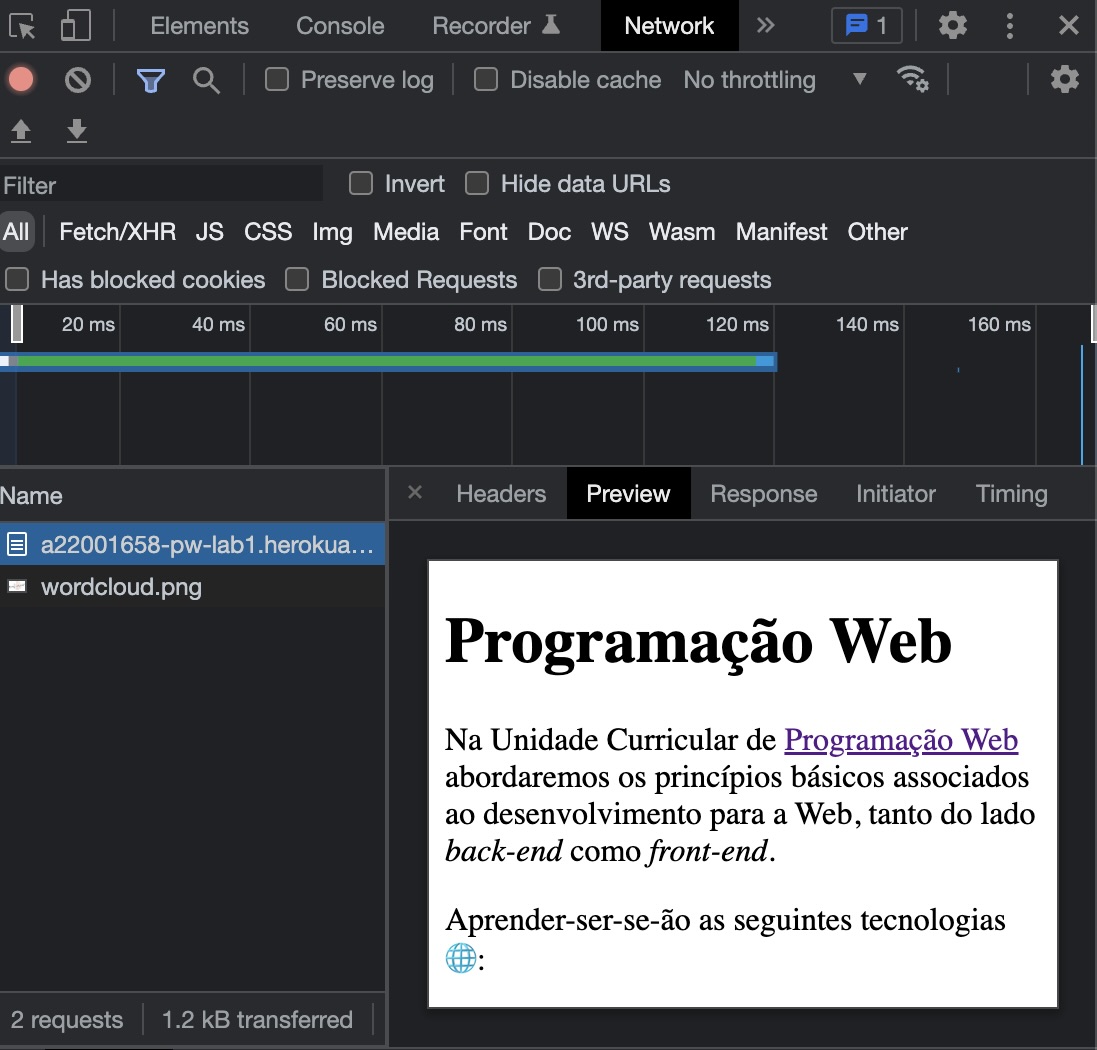 Elements Console Recorder Network 1
Preserve log Disable cache No throttling
Filter Invert Hide data URLs
All Fetch/XHR JS CSS Img Media Font Doc WS Wasm Manifest Other
Has blocked cookies Blocked Requests 3rd-party requests
20 ms 40 ms 60 ms 80 ms 100 ms 120 ms 140 ms 160 ms
Name
a22001658-pw-lab1.herokua...
wordcloud.png
2 requests 1.2 kB transferred
Headers Preview Response Initiator Timing
Programação Web
Na Unidade Curricular de Programação Web
abordaremos os princípios básicos associados
ao desenvolvimento para a Web, tanto do lado
back-end como front-end.
Aprender-ser-se-ão as seguintes tecnologias
🌐: